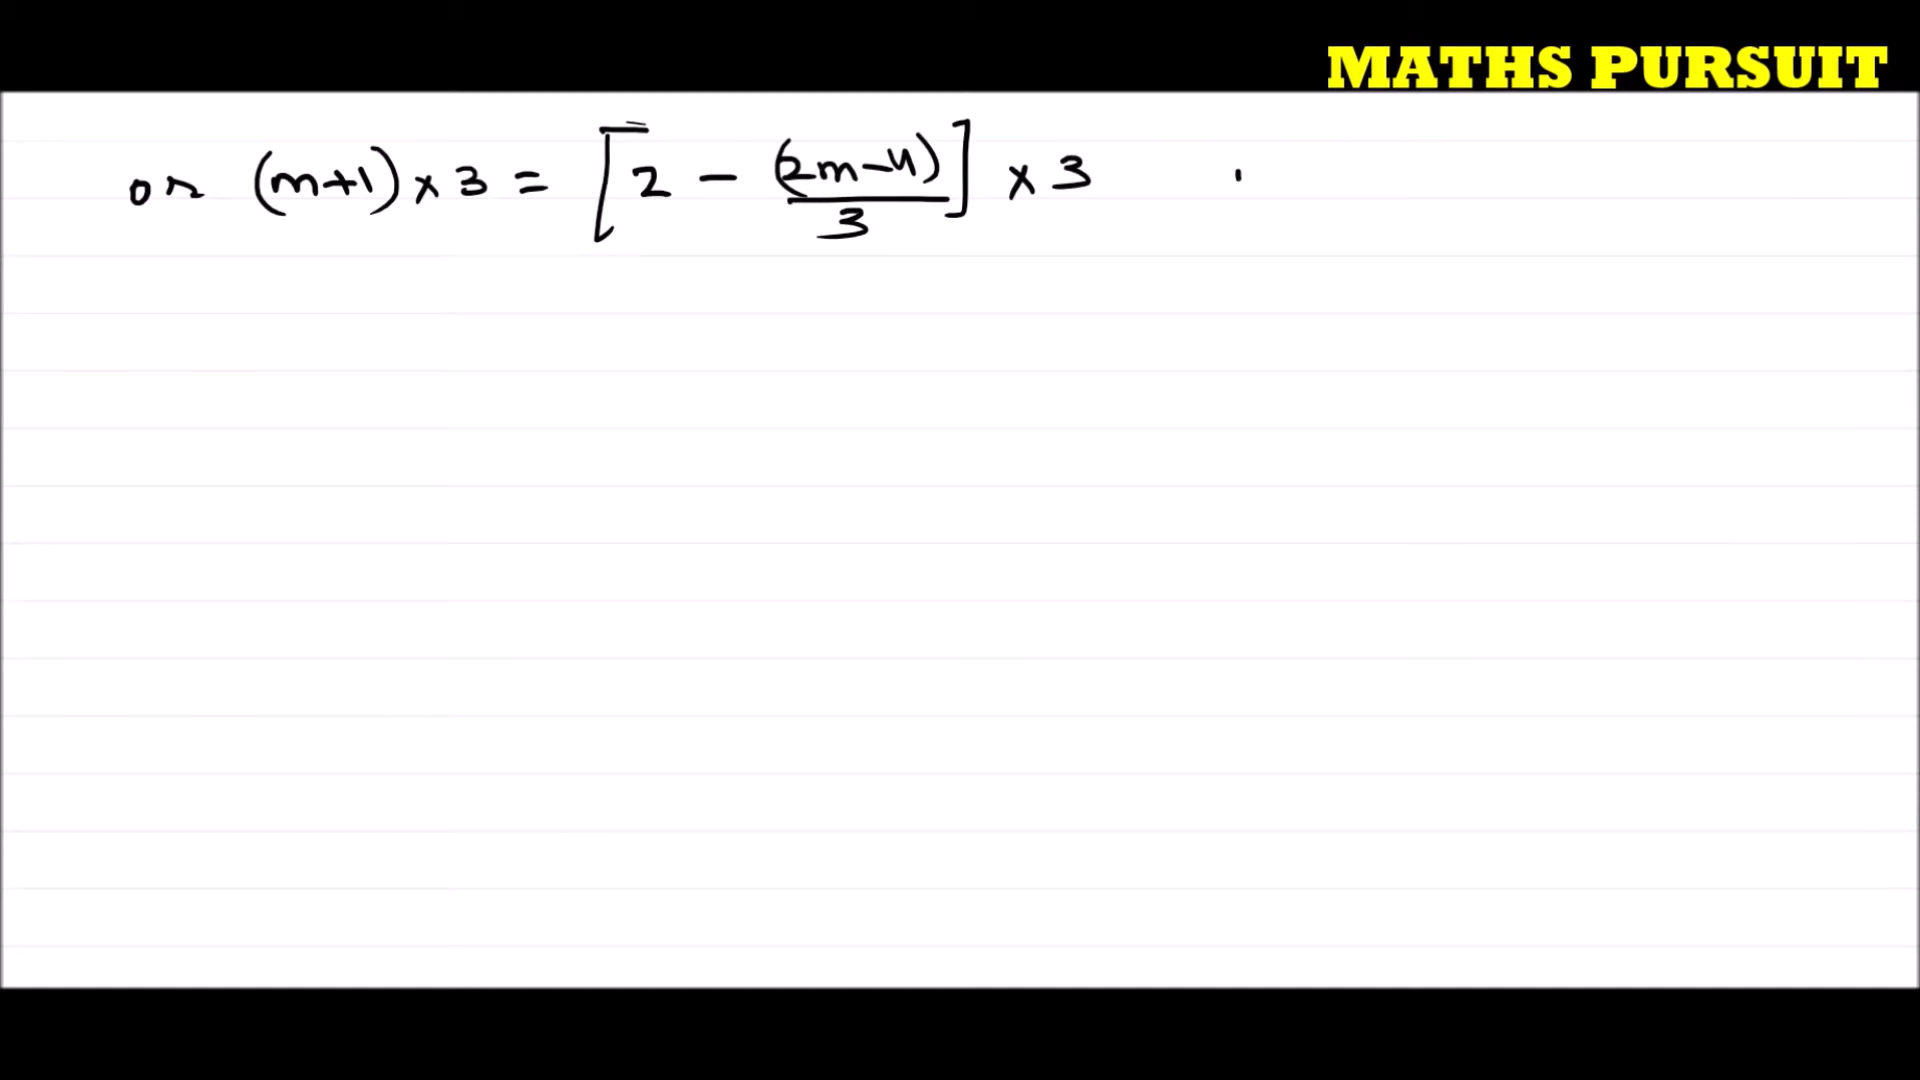 MATHS PURSUIT
or (m+1) × 3 = [2 - (2m-4)/3] × 3